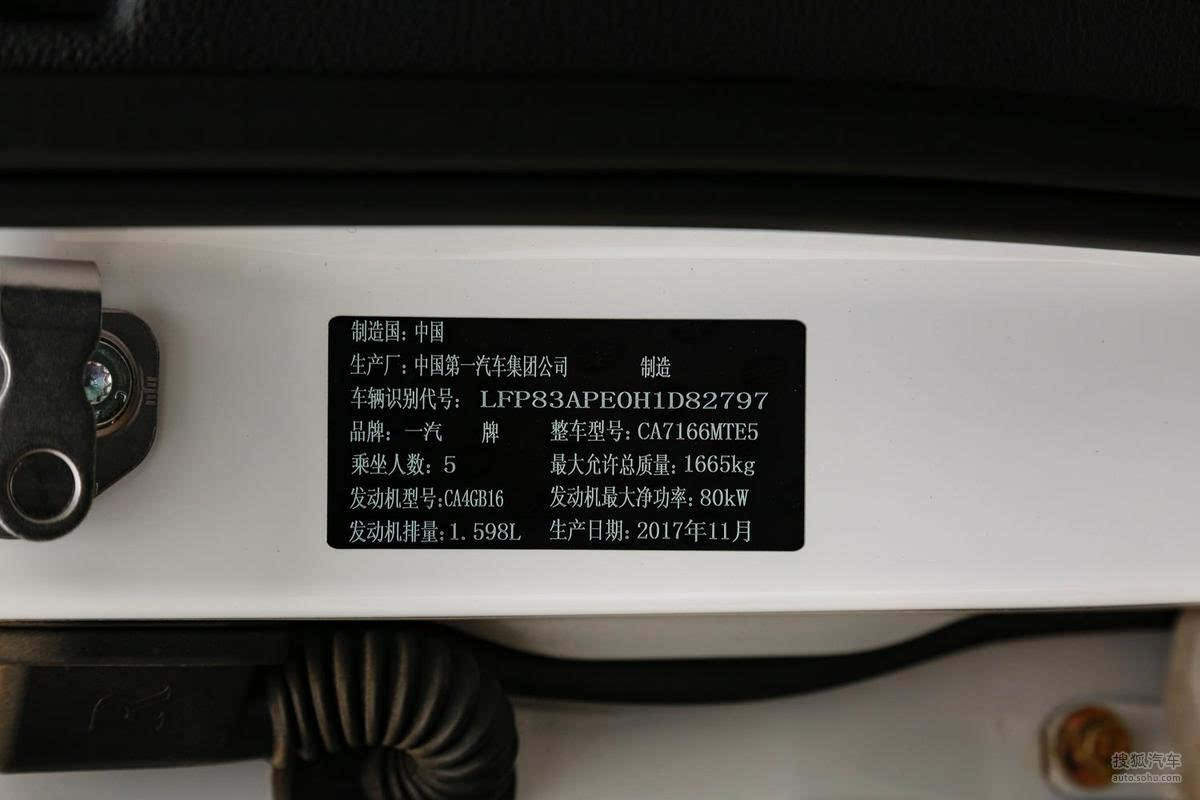 制造国：中国
生产厂：中国第一汽车集团公司 制造
车辆识别代号： LFP83APE0H1D82797
品牌：一汽 牌 整车型号：CA7166MTE5
乘坐人数：5 最大允许总质量：1665kg
发动机型号：CA4GB16 发动机最大净功率：80kW
发动机排量：1.598L 生产日期：2017年11月
搜狐汽车
auto.sohu.com